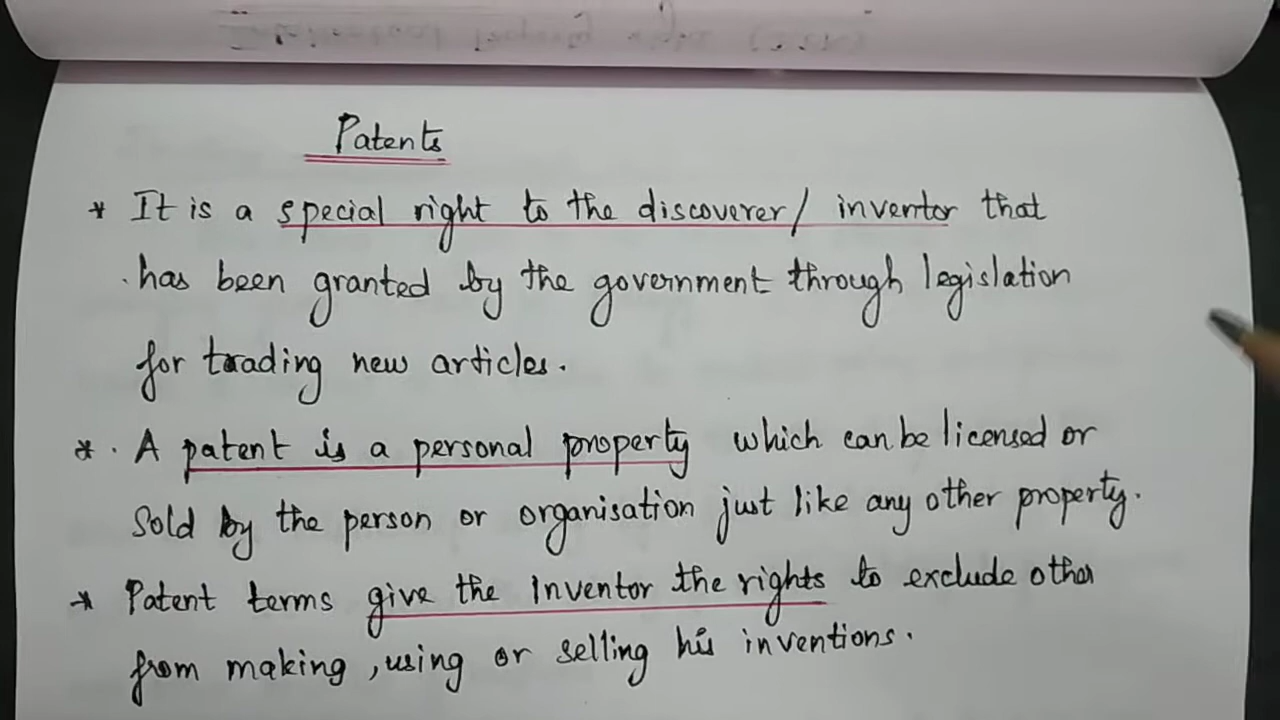 Patents
* It is a special right to the discoverer/ inventor that
has been granted by the government through legislation
for trading new articles.
* A patent is a personal property which can be licensed or
Sold by the person or organisation just like any other property.
* Patent terms give the Inventor the rights to exclude other
from making, using or selling his inventions.